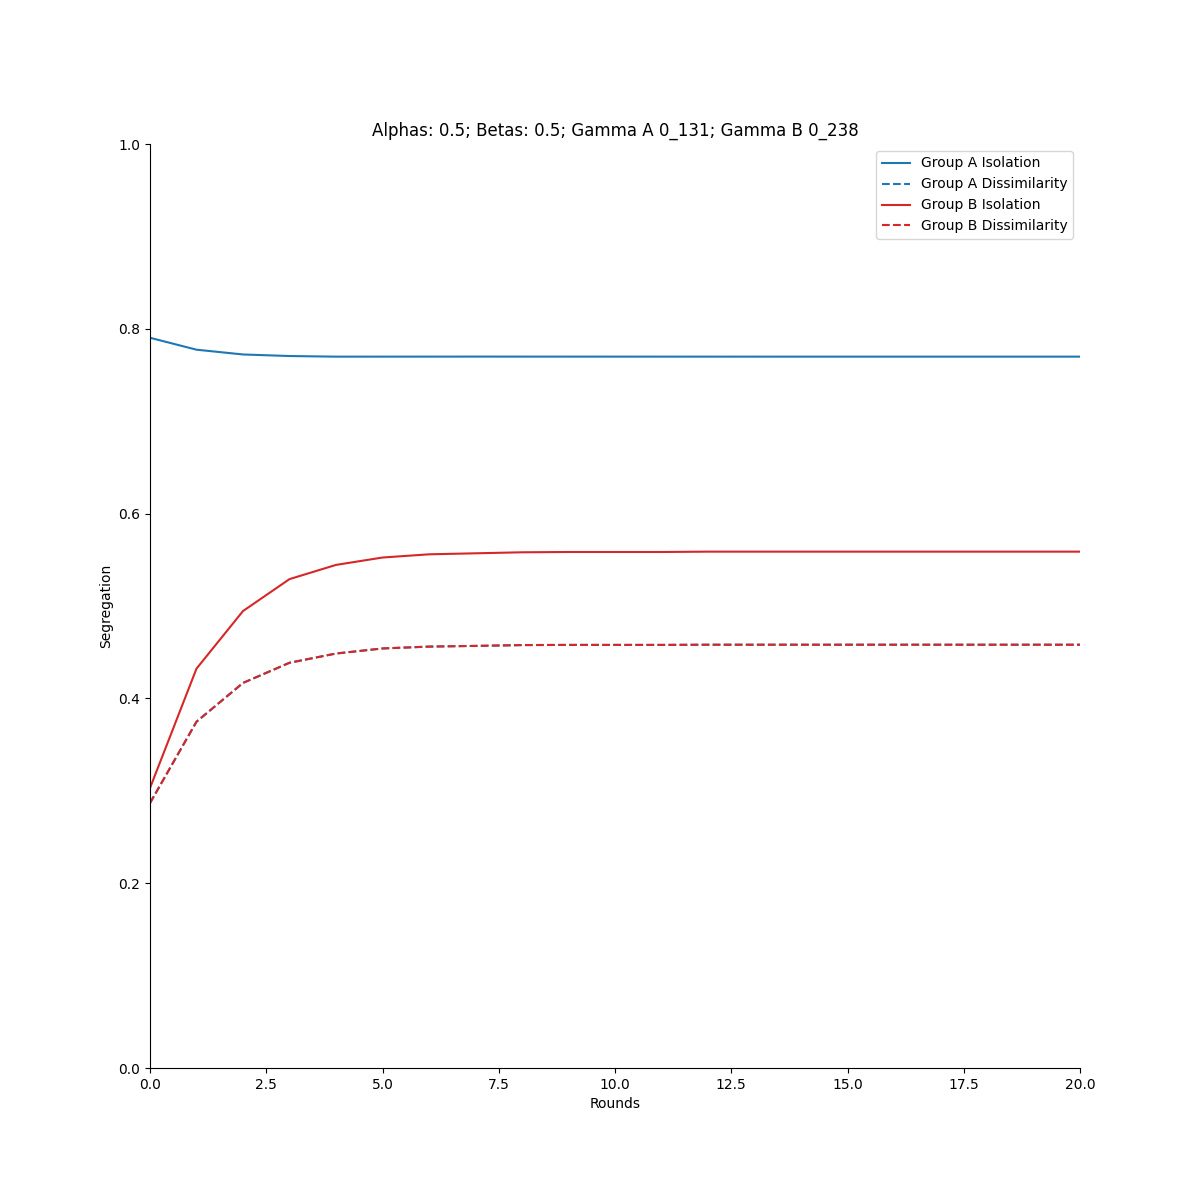 Alphas: 0.5; Betas: 0.5; Gamma A 0_131; Gamma B 0_238
1.0
Group A Isolation
Group A Dissimilarity
Group B Isolation
Group B Dissimilarity
0.8
0.6
Segregation
0.4
0.2
0.0
0.0 2.5 5.0 7.5 10.0 12.5 15.0 17.5 20.0
Rounds